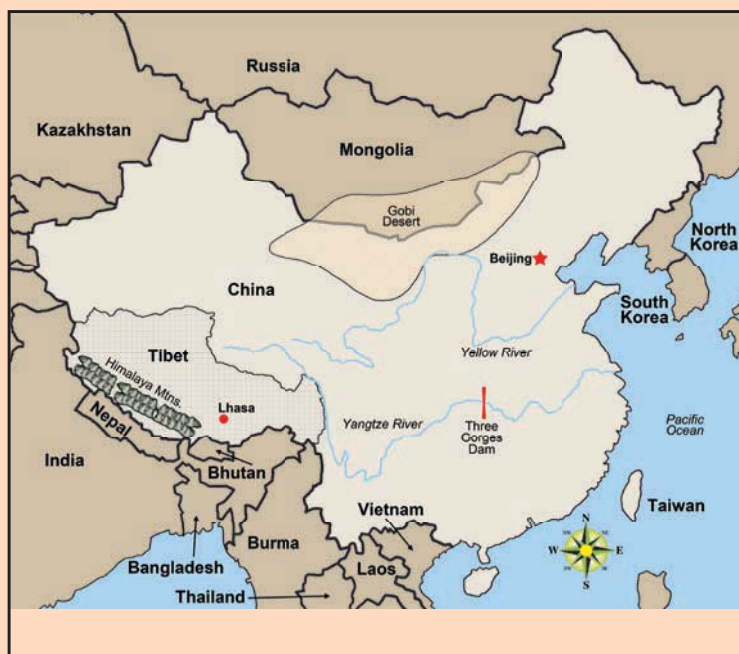 Russia
Kazakhstan
Mongolia
Gobi
Desert
Beijing
North
Korea
China
South
Korea
Tibet
Yellow River
Himalaya Mtns.
Lhasa
Yangtze River
Three
Gorges
Dam
Pacific
Ocean
Nepal
India
Bhutan
Vietnam
Taiwan
N
W
E
S
Burma
Laos
Bangladesh
Thailand